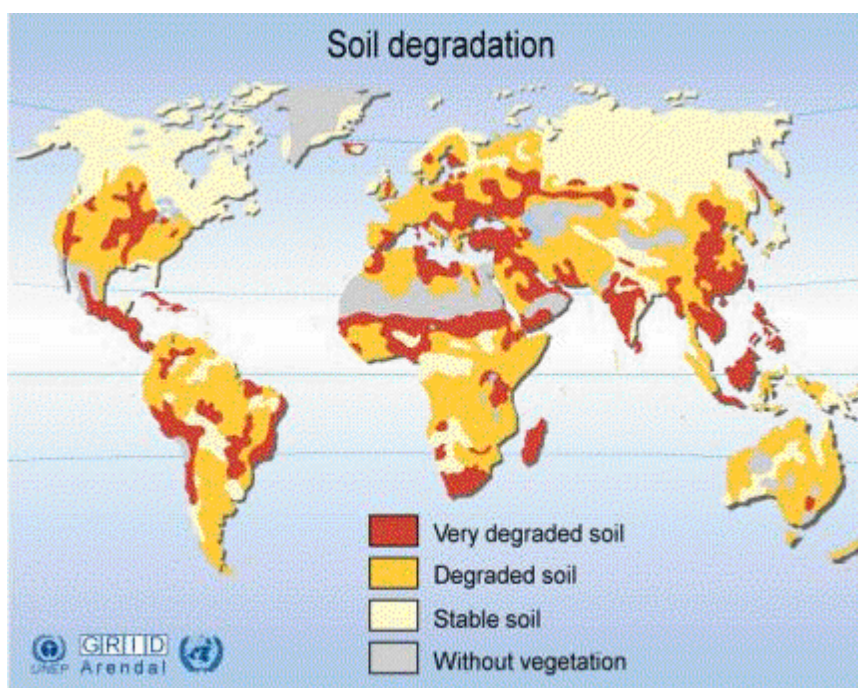 Soil degradation
Very degraded soil
Degraded soil
Stable soil
Without vegetation
UNEP
GRID
Arendal